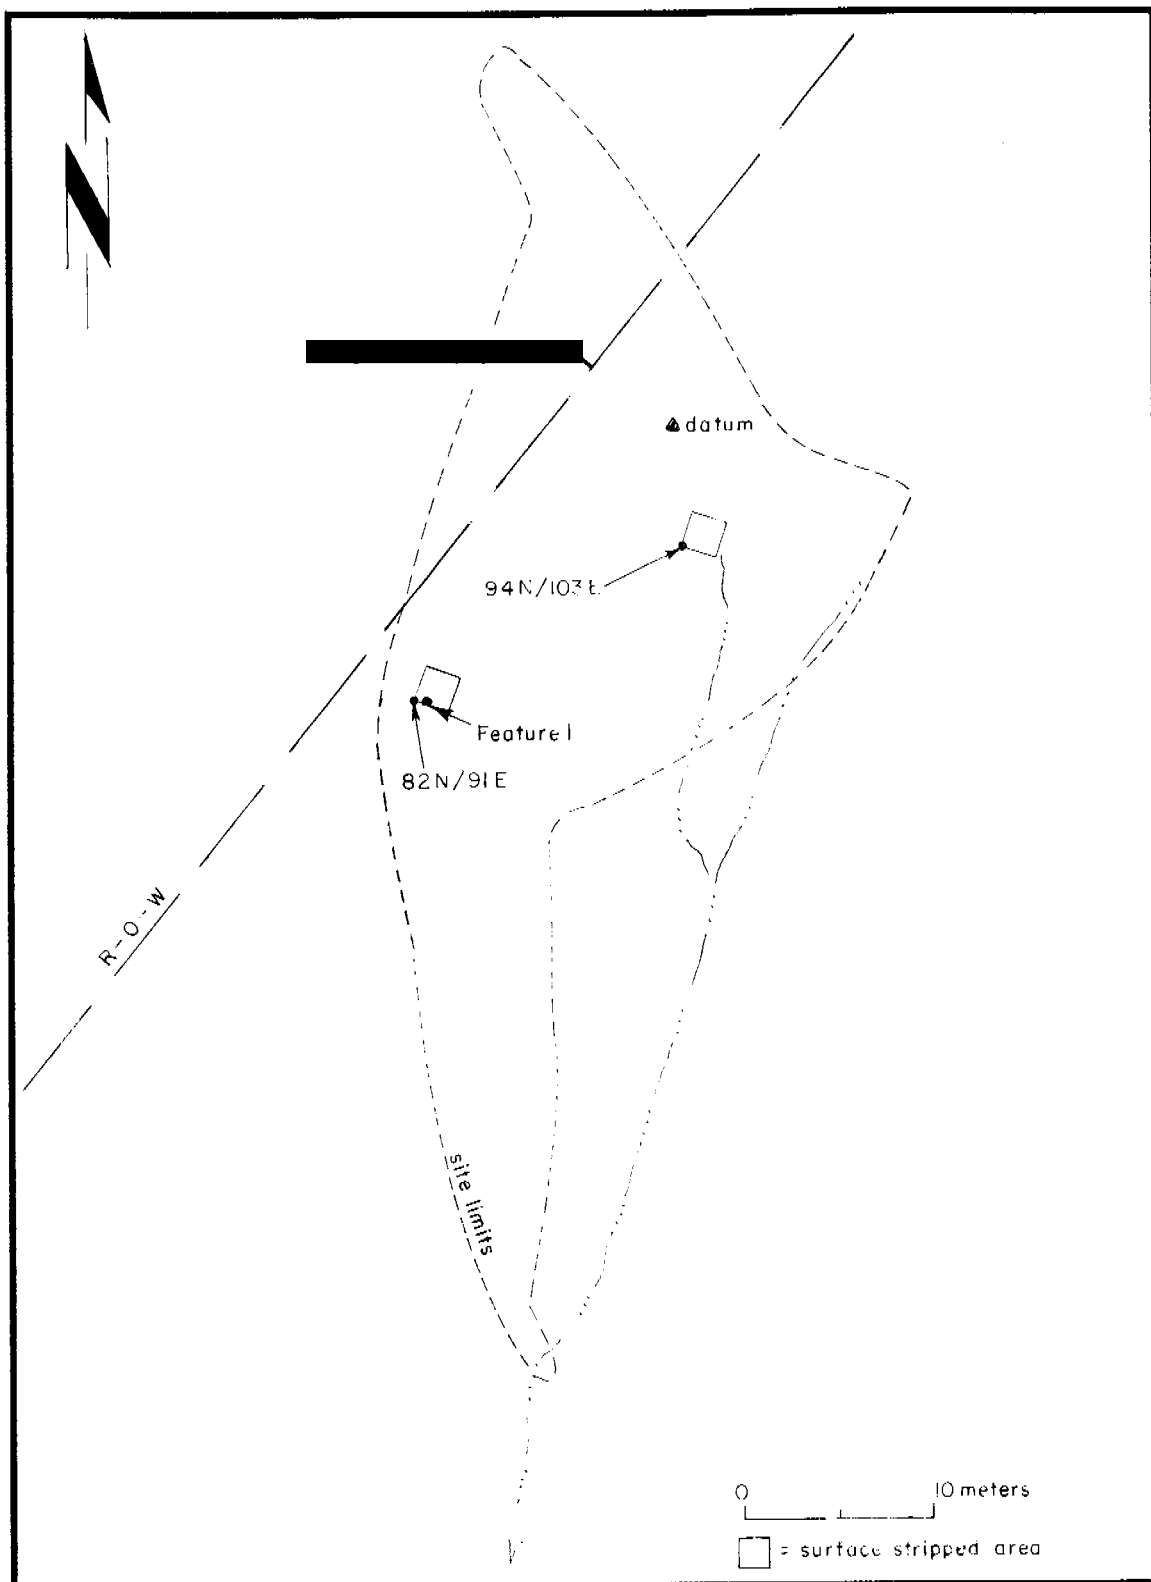 N
datum
94N/103E
Feature 1
82N/91E
R-O-W
site limits
0 10 meters
= surface stripped area